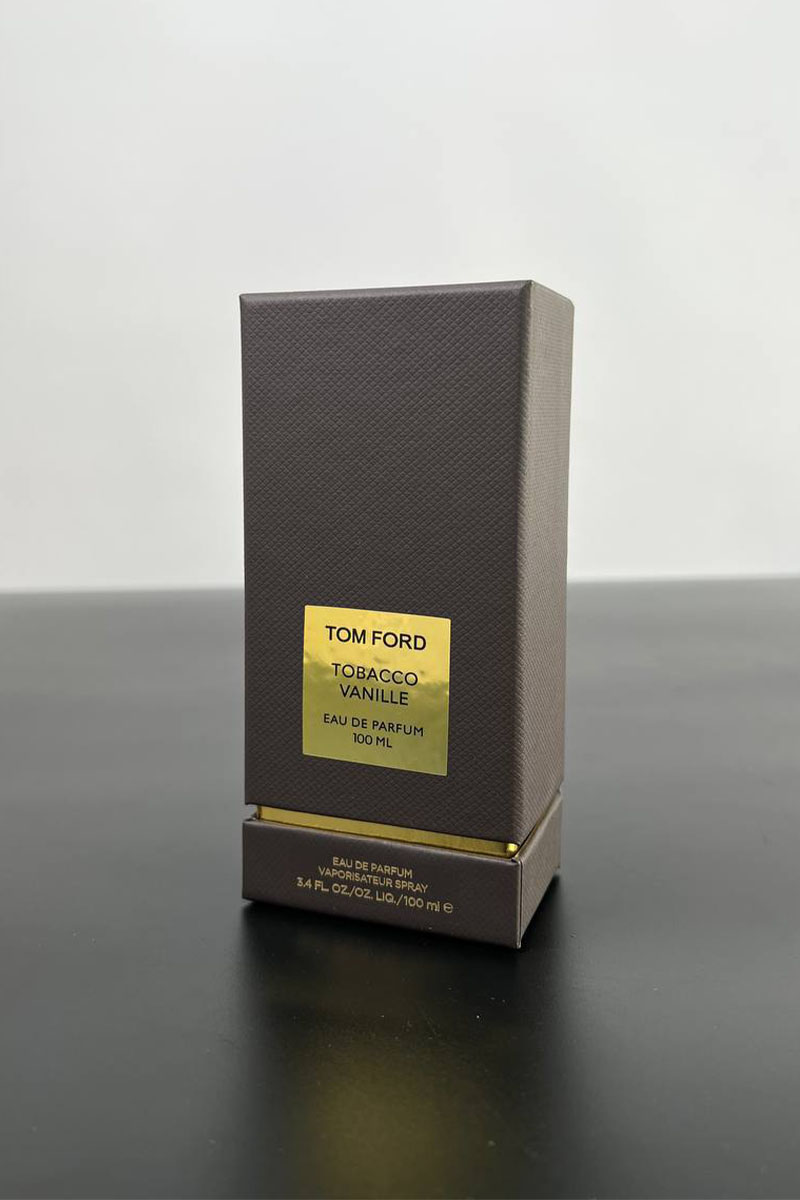 TOM FORD
TOBACCO
VANILLE
EAU DE PARFUM
100 ML
EAU DE PARFUM
VAPORISATEUR SPRAY
3.4 FL. OZ./OZ. LIQ./100 ml ℮